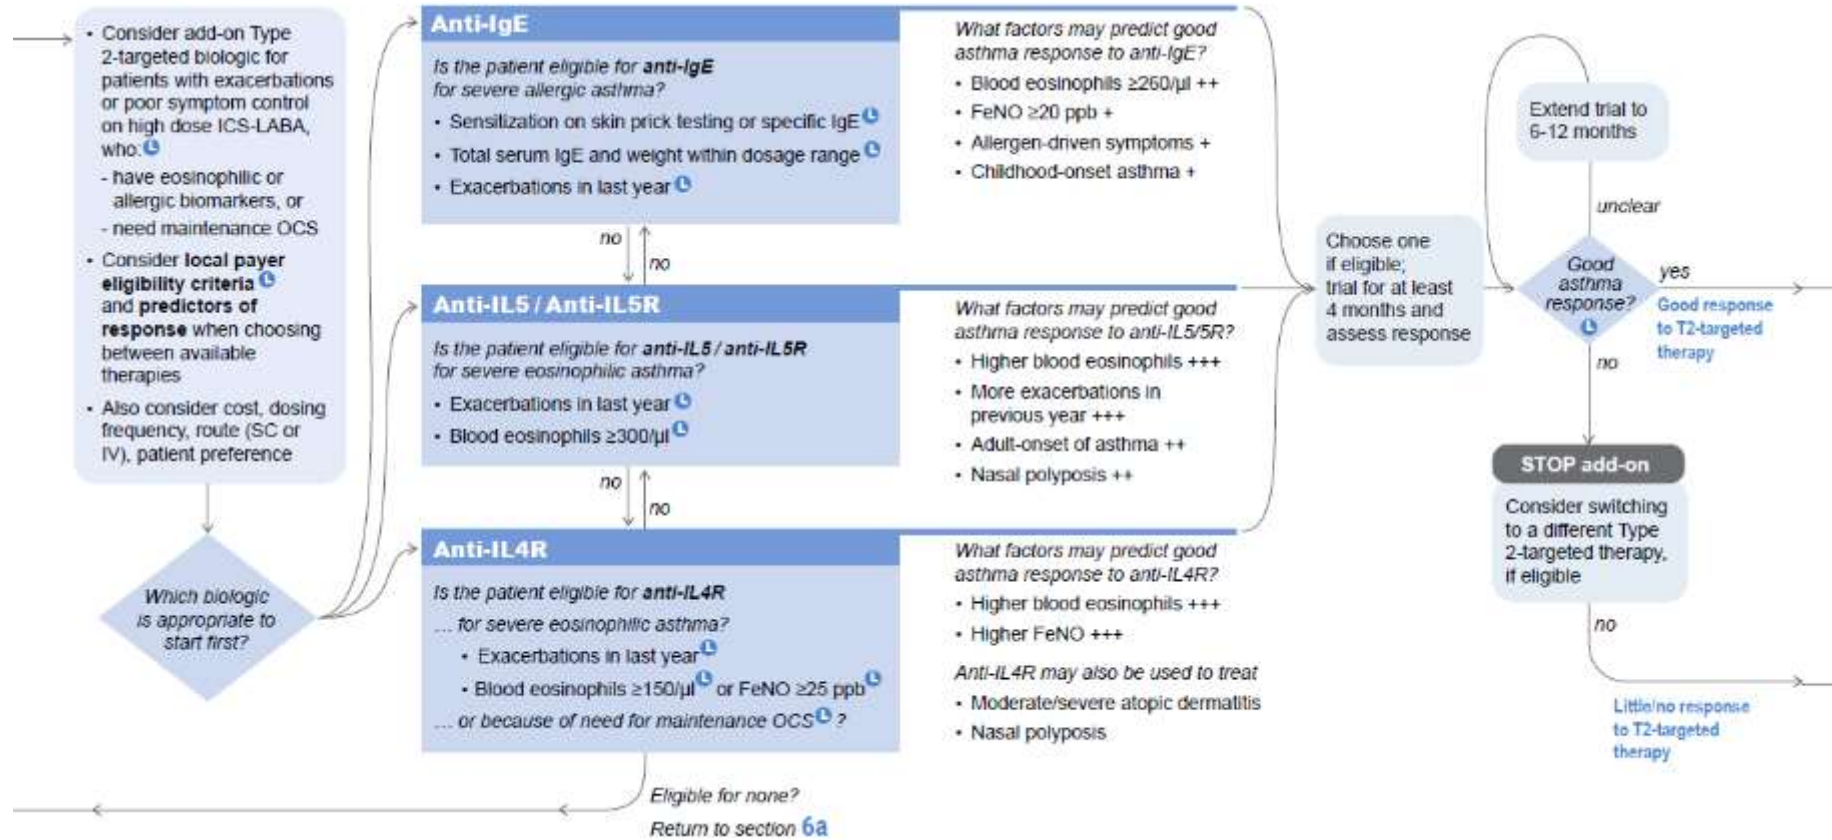 • Consider add-on Type
2-targeted biologic for
patients with exacerbations
or poor symptom control
on high dose ICS-LABA,
who:
- have eosinophilic or
allergic biomarkers, or
- need maintenance OCS
• Consider local payer
eligibility criteria
and predictors of
response when choosing
between available
therapies
• Also consider cost, dosing
frequency, route (SC or
IV), patient preference
Which biologic
is appropriate to
start first?
Anti-IgE
Is the patient eligible for anti-IgE
for severe allergic asthma?
• Sensitization on skin prick testing or specific IgE
• Total serum IgE and weight within dosage range
• Exacerbations in last year
What factors may predict good
asthma response to anti-IgE?
• Blood eosinophils ≥260/µl ++
• FeNO ≥20 ppb +
• Allergen-driven symptoms +
• Childhood-onset asthma +
no
no
Anti-IL5 / Anti-IL5R
Is the patient eligible for anti-IL5 / anti-IL5R
for severe eosinophilic asthma?
• Exacerbations in last year
• Blood eosinophils ≥300/µl
What factors may predict good
asthma response to anti-IL5/5R?
• Higher blood eosinophils +++
• More exacerbations in
previous year +++
• Adult-onset of asthma ++
• Nasal polyposis ++
no
no
Anti-IL4R
Is the patient eligible for anti-IL4R
... for severe eosinophilic asthma?
• Exacerbations in last year
• Blood eosinophils ≥150/µl or FeNO ≥25 ppb
... or because of need for maintenance OCS ?
What factors may predict good
asthma response to anti-IL4R?
• Higher blood eosinophils +++
• Higher FeNO +++
Anti-IL4R may also be used to treat
• Moderate/severe atopic dermatitis
• Nasal polyposis
Eligible for none?
Return to section 6a
Choose one
if eligible;
trial for at least
4 months and
assess response
Extend trial to
6-12 months
unclear
Good
asthma
response?
yes
Good response
to T2-targeted
therapy
no
STOP add-on
Consider switching
to a different Type
2-targeted therapy,
if eligible
no
Little/no response
to T2-targeted
therapy